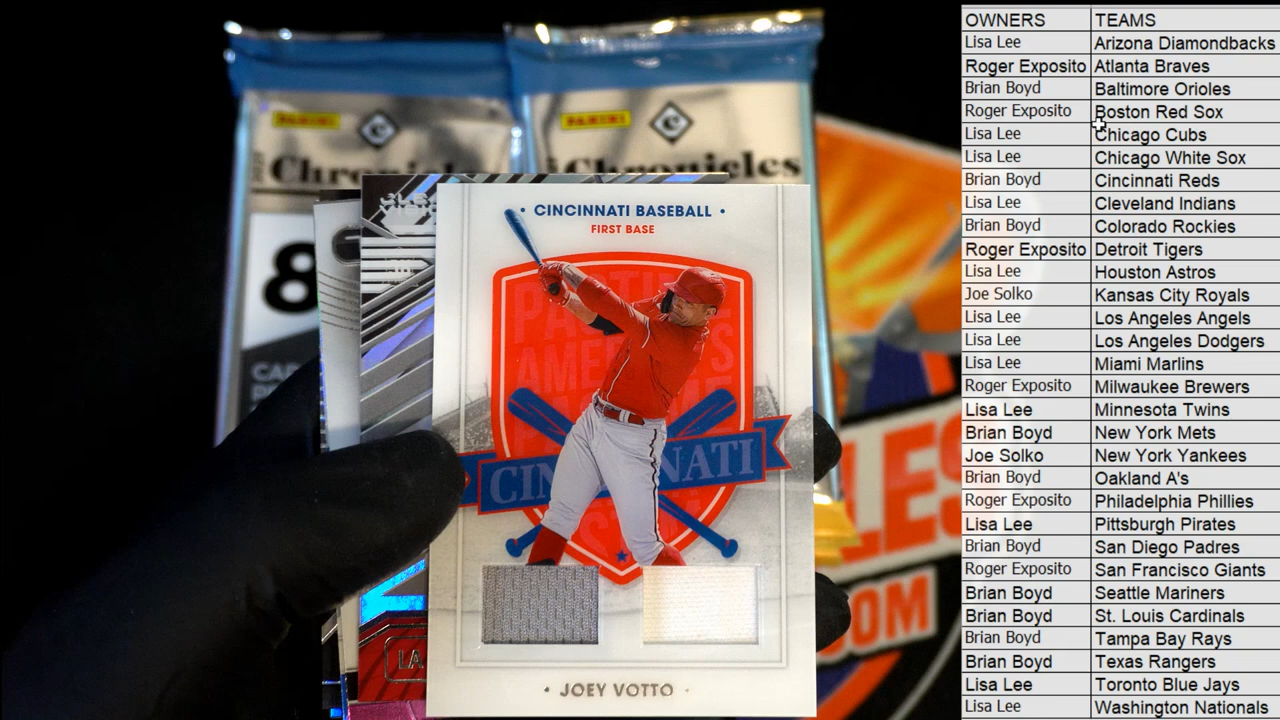 PANINI
C
Chronicles
8
PANINI
C
Chronicles
CINCINNATI BASEBALL
FIRST BASE
CINCINNATI
JOEY VOTTO
LA
.COM
OWNERS TEAMS
Lisa Lee Arizona Diamondbacks
Roger Exposito Atlanta Braves
Brian Boyd Baltimore Orioles
Roger Exposito Boston Red Sox
Lisa Lee Chicago Cubs
Lisa Lee Chicago White Sox
Brian Boyd Cincinnati Reds
Lisa Lee Cleveland Indians
Brian Boyd Colorado Rockies
Roger Exposito Detroit Tigers
Lisa Lee Houston Astros
Joe Solko Kansas City Royals
Lisa Lee Los Angeles Angels
Lisa Lee Los Angeles Dodgers
Lisa Lee Miami Marlins
Roger Exposito Milwaukee Brewers
Lisa Lee Minnesota Twins
Brian Boyd New York Mets
Joe Solko New York Yankees
Brian Boyd Oakland A's
Roger Exposito Philadelphia Phillies
Lisa Lee Pittsburgh Pirates
Brian Boyd San Diego Padres
Roger Exposito San Francisco Giants
Brian Boyd Seattle Mariners
Brian Boyd St. Louis Cardinals
Brian Boyd Tampa Bay Rays
Brian Boyd Texas Rangers
Lisa Lee Toronto Blue Jays
Lisa Lee Washington Nationals